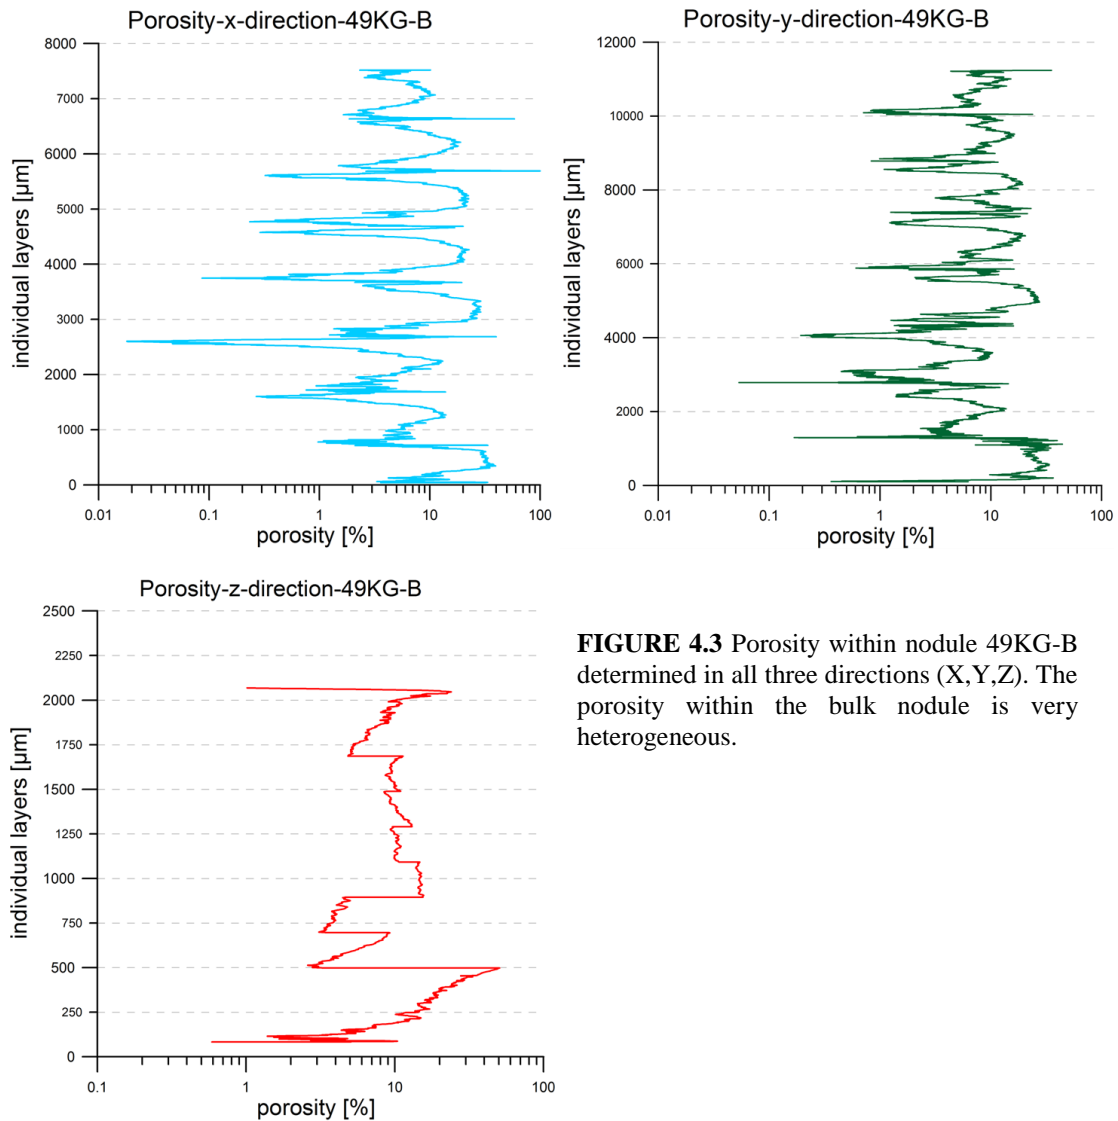 Porosity-x-direction-49KG-B
8000
7000
6000
5000
4000
3000
2000
1000
0
individual layers [µm]
0.01 0.1 1 10 100
porosity [%]
Porosity-y-direction-49KG-B
12000
10000
8000
6000
4000
2000
0
individual layers [µm]
0.01 0.1 1 10 100
porosity [%]
Porosity-z-direction-49KG-B
2500
2250
2000
1750
1500
1250
1000
750
500
250
0
individual layers [µm]
0.1 1 10 100
porosity [%]
FIGURE 4.3 Porosity within nodule 49KG-B
determined in all three directions (X,Y,Z). The
porosity within the bulk nodule is very
heterogeneous.